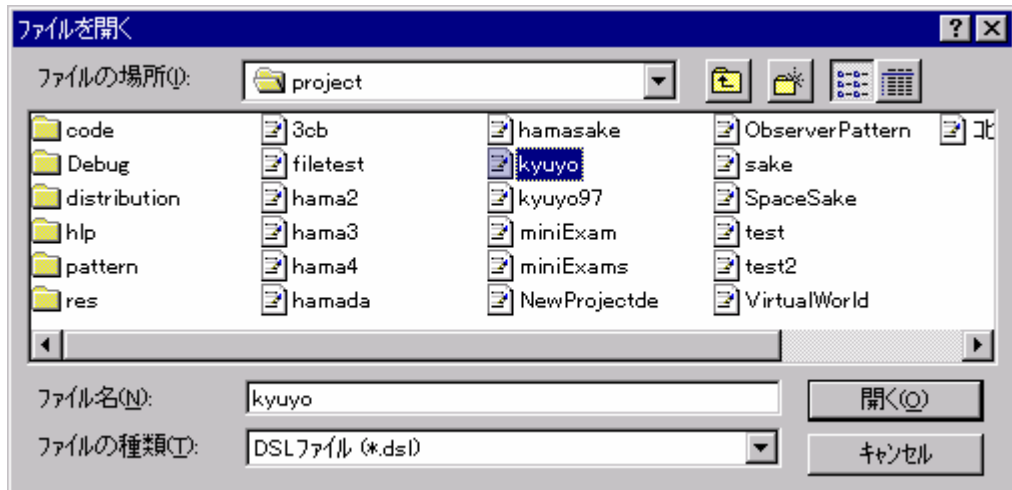 ファイルを開く
ファイルの場所(I):
project
code
Debug
distribution
hlp
pattern
res
3cb
filetest
hama2
hama3
hama4
hamada
hamasake
kyuyo
kyuyo97
miniExam
miniExams
NewProjectde
ObserverPattern
sake
SpaceSake
test
test2
VirtualWorld
ファイル名(N):
kyuyo
開く(O)
ファイルの種類(T):
DSLファイル (*.dsl)
キャンセル